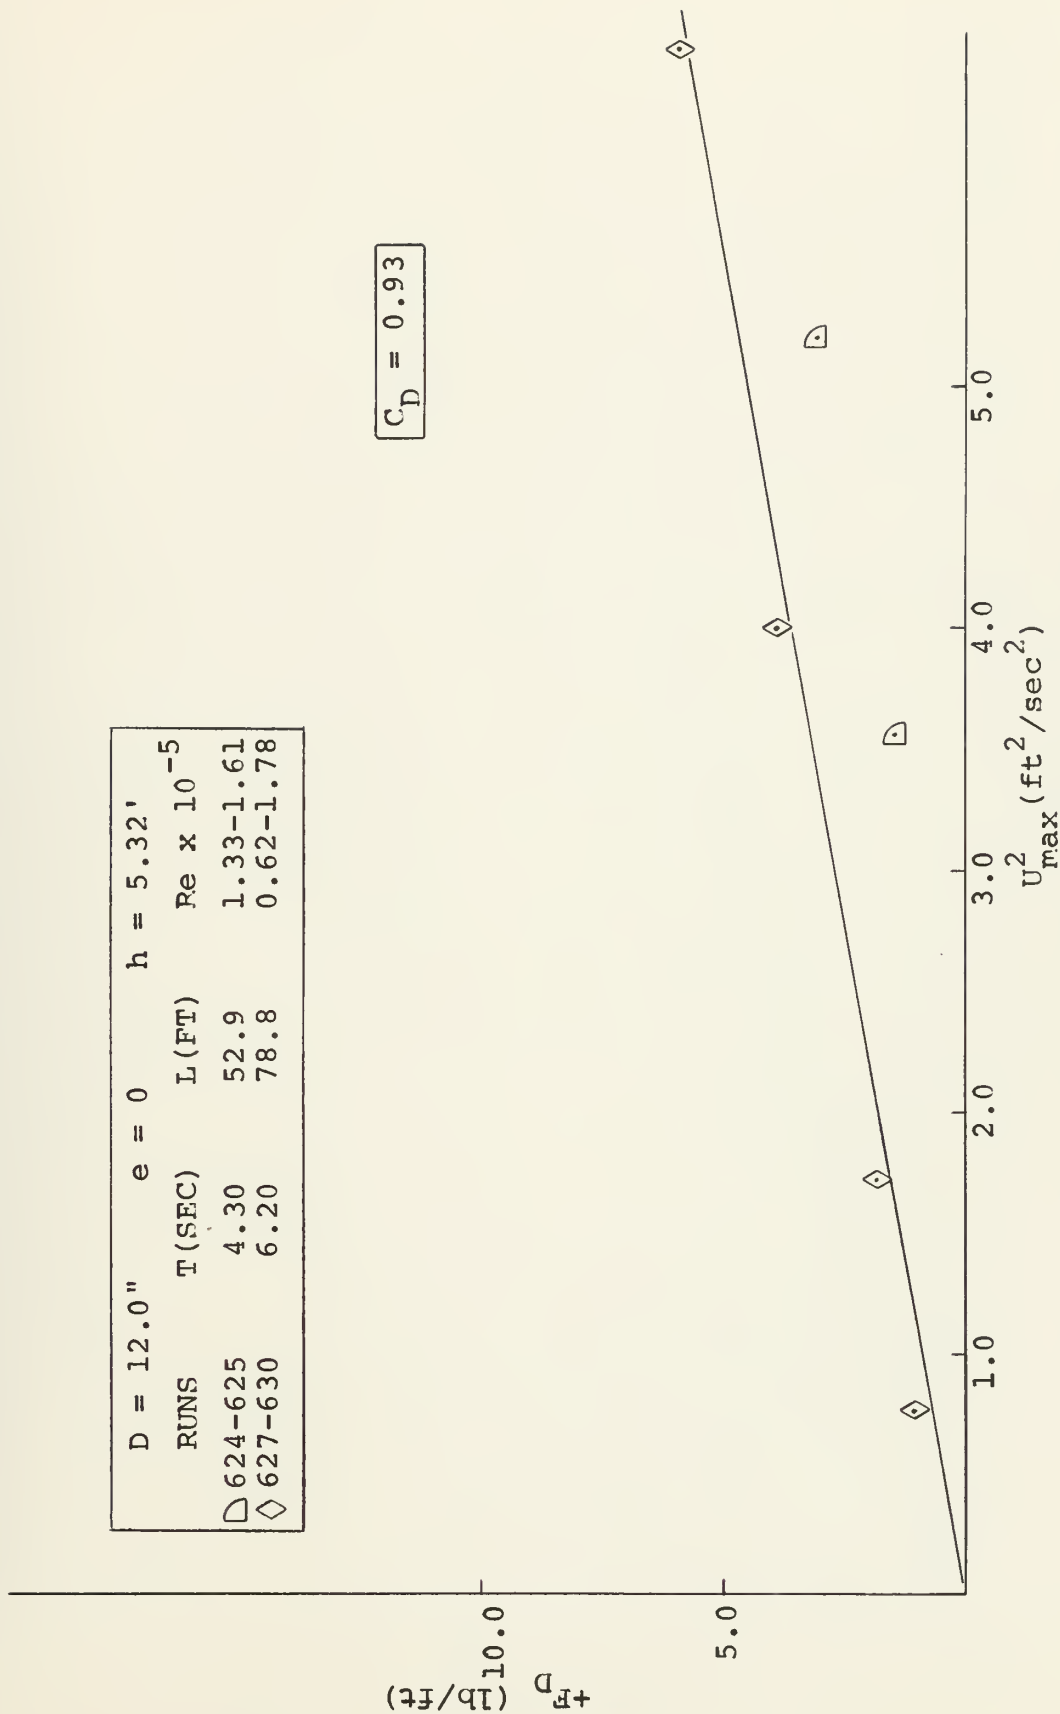 D = 12.0" e = 0 h = 5.32'
RUNS T(SEC) L(FT) Re x 10^-5
624-625 4.30 52.9 1.33-1.61
627-630 6.20 78.8 0.62-1.78
C_D = 0.93
+F_D (lb/ft)
10.0
5.0
1.0 2.0 3.0 4.0 5.0
U^2_max (ft^2/sec^2)